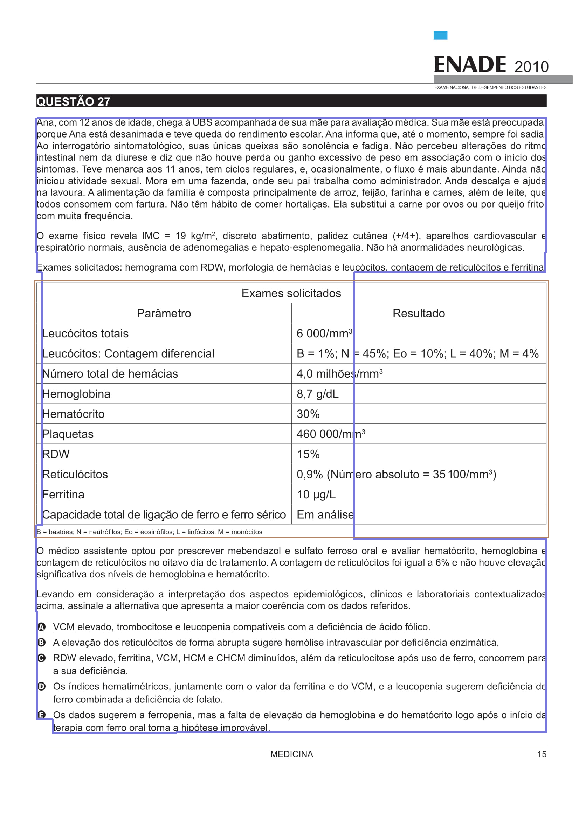 ENADE 2010
EXAME NACIONAL DE DESEMPENHO DOS ESTUDANTES
QUESTÃO 27
Ana, com 12 anos de idade, chega à UBS acompanhada de sua mãe para avaliação médica. Sua mãe está preocupada
porque Ana está desanimada e teve queda do rendimento escolar. Ana informa que, até o momento, sempre foi sadia.
Ao interrogatório sintomatológico, suas únicas queixas são sonolência e fadiga. Não percebeu alterações do ritmo
intestinal nem da diurese e diz que não houve perda ou ganho excessivo de peso em associação com o início dos
sintomas. Teve menarca aos 11 anos, tem ciclos regulares, e, ocasionalmente, o fluxo é mais abundante. Ainda não
iniciou atividade sexual. Mora em uma fazenda, onde seu pai trabalha como administrador. Anda descalça e ajuda
na lavoura. A alimentação da família é composta principalmente de arroz, feijão, farinha e carnes, além de leite, que
todos consomem com fartura. Não têm hábito de comer hortaliças. Ela substitui a carne por ovos ou por queijo frito
com muita frequência.
O exame físico revela IMC = 19 kg/m², discreto abatimento, palidez cutânea (+/4+), aparelhos cardiovascular e
respiratório normais, ausência de adenomegalias e hepato-esplenomegalia. Não há anormalidades neurológicas.
Exames solicitados: hemograma com RDW, morfologia de hemácias e leucócitos, contagem de reticulócitos e ferritina.
Exames solicitados
Parâmetro Resultado
Leucócitos totais 6 000/mm³
Leucócitos: Contagem diferencial B = 1%; N = 45%; Eo = 10%; L = 40%; M = 4%
Número total de hemácias 4,0 milhões/mm³
Hemoglobina 8,7 g/dL
Hematócrito 30%
Plaquetas 460 000/mm³
RDW 15%
Reticulócitos 0,9% (Número absoluto = 35 100/mm³)
Ferritina 10 µg/L
Capacidade total de ligação de ferro e ferro sérico Em análise
B = bastões; N = neutrófilos; Eo = eosinófilos; L = linfócitos; M = monócitos
O médico assistente optou por prescrever mebendazol e sulfato ferroso oral e avaliar hematócrito, hemoglobina e
contagem de reticulócitos no oitavo dia de tratamento. A contagem de reticulócitos foi igual a 6% e não houve elevação
significativa dos níveis de hemoglobina e hematócrito.
Levando em consideração a interpretação dos aspectos epidemiológicos, clínicos e laboratoriais contextualizados
acima, assinale a alternativa que apresenta a maior coerência com os dados referidos.
A VCM elevado, trombocitose e leucopenia compatíveis com a deficiência de ácido fólico.
B A elevação dos reticulócitos de forma abrupta sugere hemólise intravascular por deficiência enzimática.
C RDW elevado, ferritina, VCM, HCM e CHCM diminuídos, além da reticulocitose após uso de ferro, concorrem para
a sua deficiência.
D Os índices hematimétricos, juntamente com o valor da ferritina e do VCM, e a leucopenia sugerem deficiência de
ferro combinada a deficiência de folato.
E Os dados sugerem a ferropenia, mas a falta de elevação da hemoglobina e do hematócrito logo após o início da
terapia com ferro oral torna a hipótese improvável.
MEDICINA 15